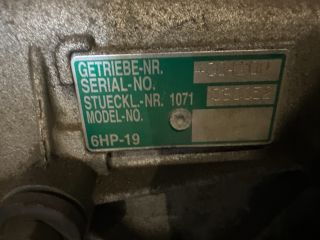 GETRIEBE-NR.
SERIAL-NO.
STUECKL.-NR. 1071
MODEL-NO.
6HP-19